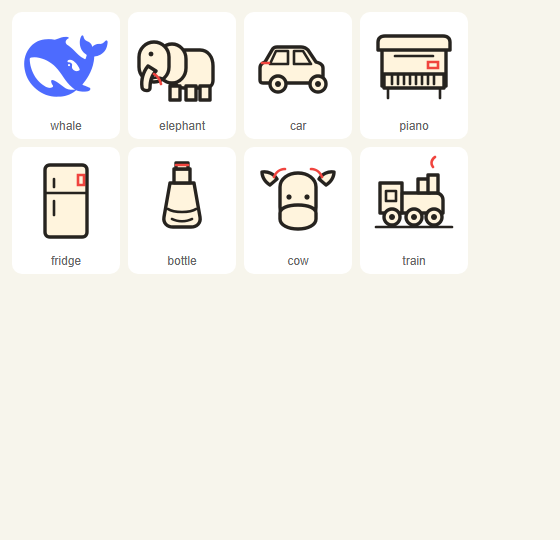 whale
elephant
car
piano
fridge
bottle
cow
train